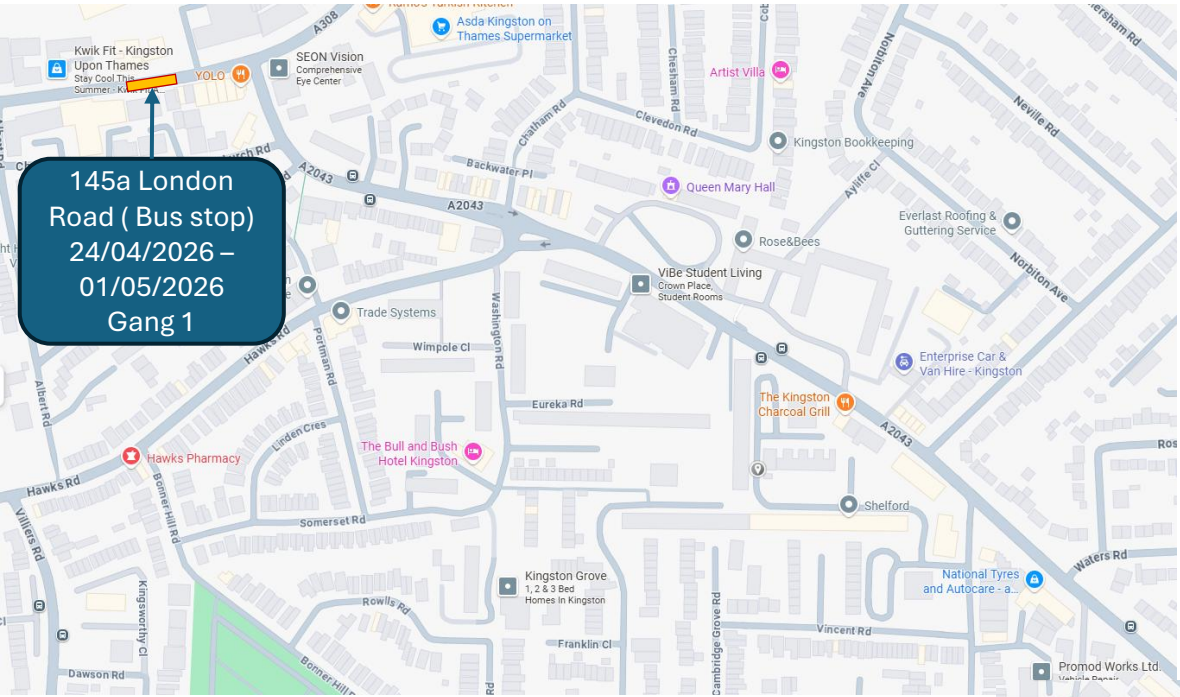 A308
Asda Kingston on
Thames Supermarket
Kwik Fit - Kingston
Upon Thames
Stay Cool This
Summer - Kwik Fit A...
YOLO
SEON Vision
Comprehensive
Eye Center
Chesham Rd
Artist Villa
Norbiton Ave
Neville Rd
Clevedon Rd
Chatham Rd
Kingston Bookkeeping
Ayliffe Cl
Backwater Pl
A2043
A2043
Queen Mary Hall
145a London
Road ( Bus stop)
24/04/2026 –
01/05/2026
Gang 1
Everlast Roofing &
Guttering Service
Rose&Bees
Norbiton Ave
ViBe Student Living
Crown Place,
Student Rooms
Trade Systems
Washington Rd
Hawks Rd
Portman Rd
Wimpole Cl
Enterprise Car &
Van Hire - Kingston
Albert Rd
Eureka Rd
The Kingston
Charcoal Grill
A2043
Linden Cres
The Bull and Bush
Hotel Kingston
Hawks Pharmacy
Hawks Rd
Bonner Hill Rd
Villiers Rd
Somerset Rd
Shelford
Waters Rd
National Tyres
and Autocare - a...
Kingston Grove
1, 2 & 3 Bed
Homes in Kingston
Kingsworthy Cl
Rowlls Rd
Cambridge Grove Rd
Vincent Rd
Franklin Cl
Dawson Rd
Bonner Hill R
Promod Works Ltd
Vehicle Repair